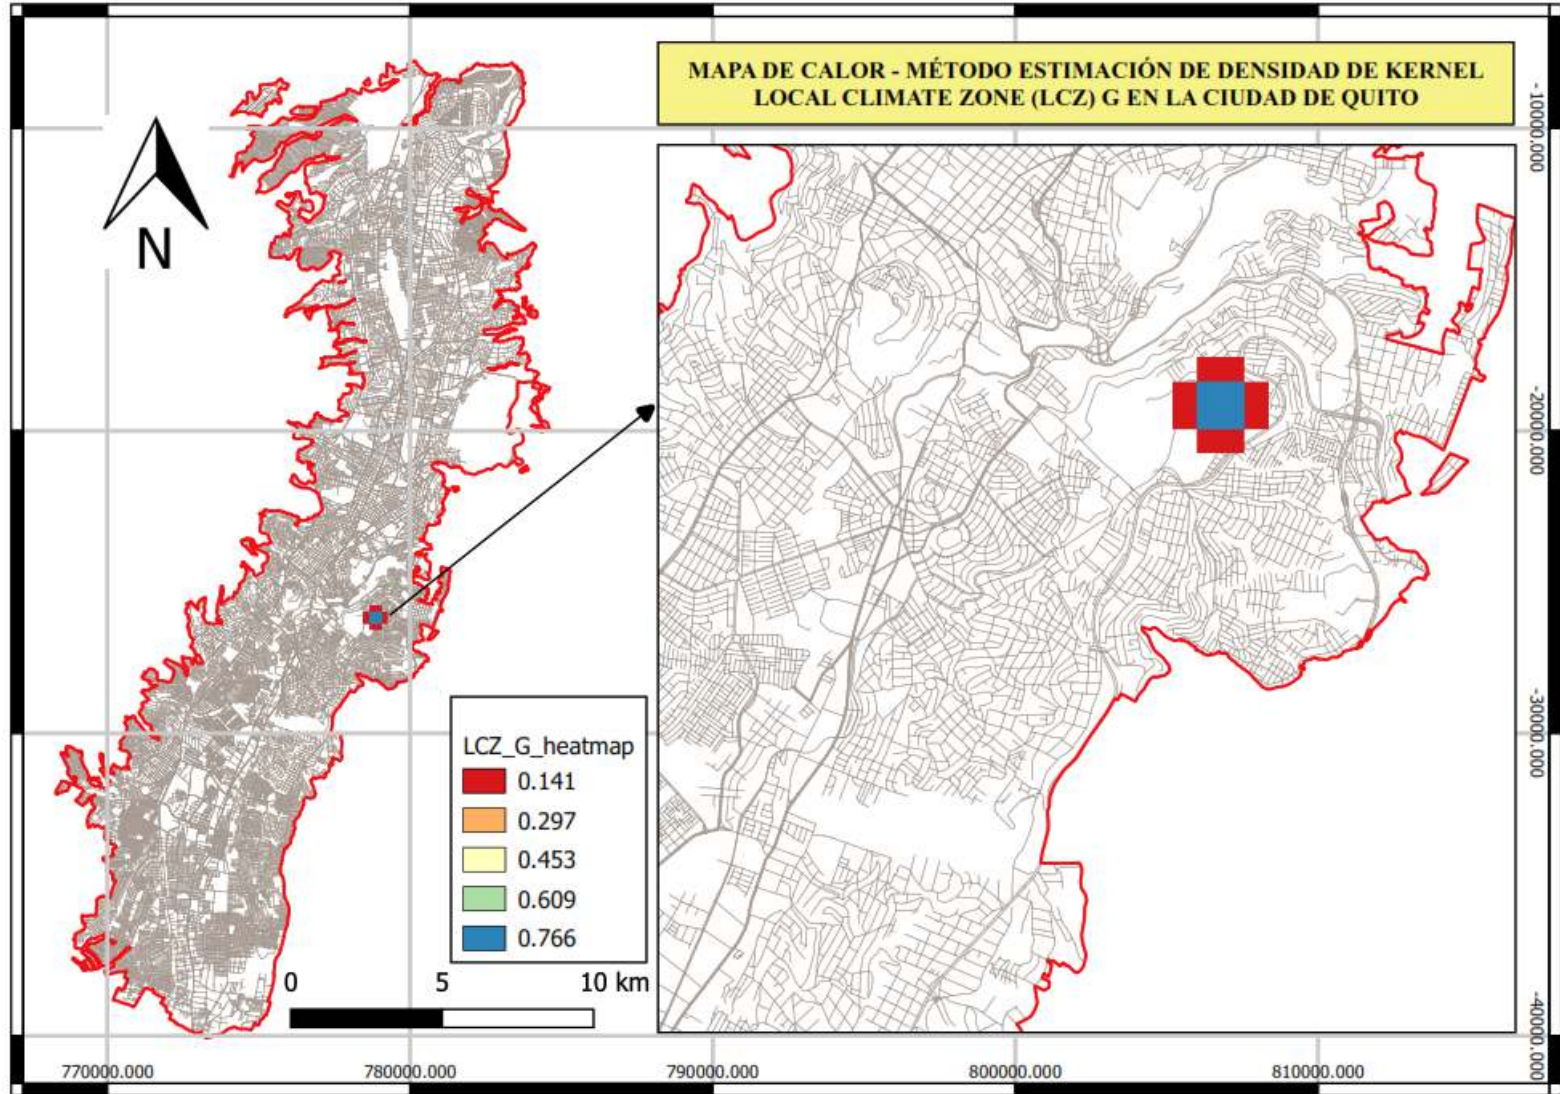 MAPA DE CALOR - MÉTODO ESTIMACIÓN DE DENSIDAD DE KERNEL
LOCAL CLIMATE ZONE (LCZ) G EN LA CIUDAD DE QUITO
N
LCZ_G_heatmap
0.141
0.297
0.453
0.609
0.766
0 5 10 km
770000.000 780000.000 790000.000 800000.000 810000.000
-10000.000
-20000.000
-30000.000
-40000.000